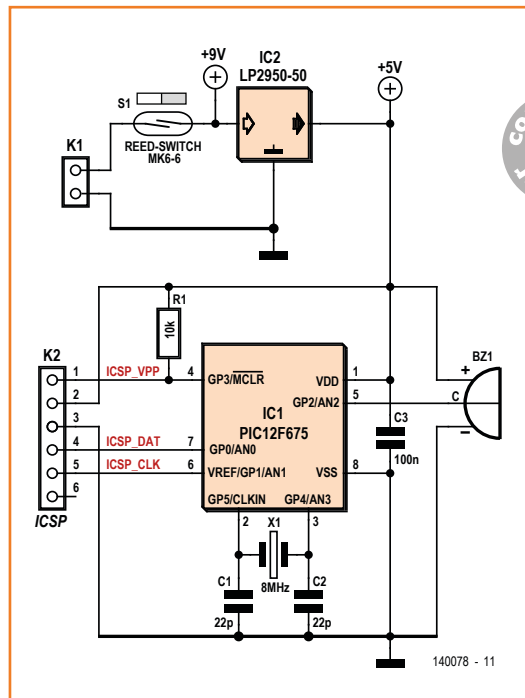 +9V
IC2
LP2950-50
+5V
S1
REED-SWITCH
MK6-6
K1
R1
10k
K2
1
ICSP_VPP
4
GP3/MCLR
VDD
1
2
GP2/AN2
5
C
BZ1
+
–
3
IC1
PIC12F675
C3
100n
4
ICSP_DAT
7
GP0/AN0
5
ICSP_CLK
6
VREF/GP1/AN1
VSS
8
6
ICSP
GP5/CLKIN
GP4/AN3
2
X1
3
8MHz
C1
C2
22p
22p
140078 - 11